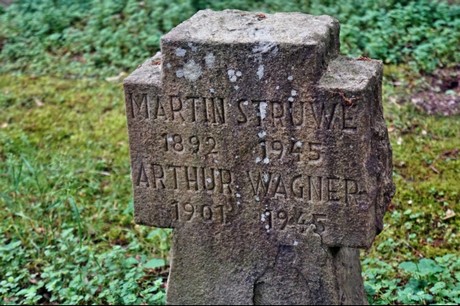 MARTIN STRUWE
1892 1945
ARTHUR WAGNER
1901 1945